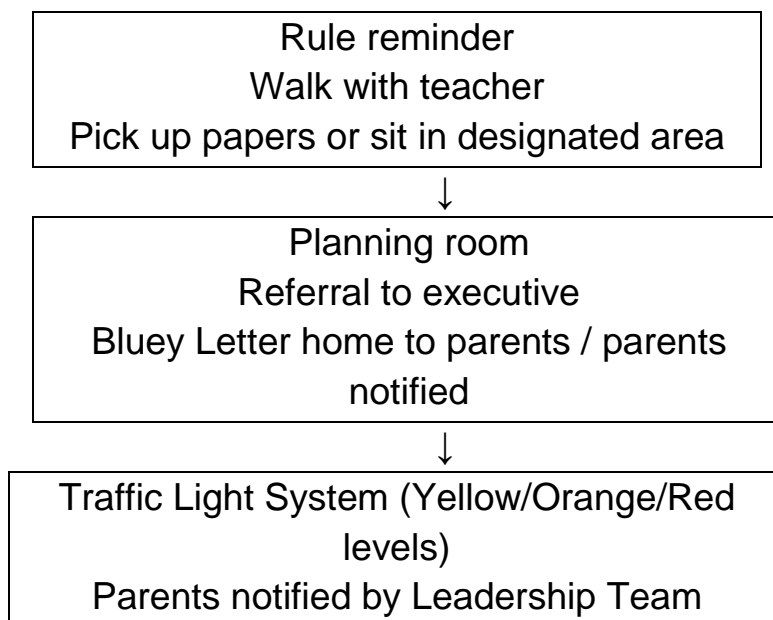 Rule reminder
Walk with teacher
Pick up papers or sit in designated area
↓
Planning room
Referral to executive
Bluey Letter home to parents / parents
notified
↓
Traffic Light System (Yellow/Orange/Red
levels)
Parents notified by Leadership Team